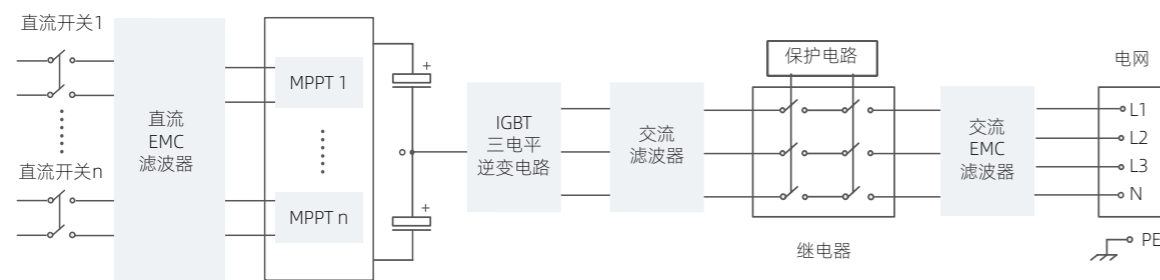 直流开关1
直流
EMC
滤波器
直流开关n
MPPT 1
MPPT n
+
+
IGBT
三电平
逆变电路
交流
滤波器
保护电路
继电器
交流
EMC
滤波器
电网
L1
L2
L3
N
PE